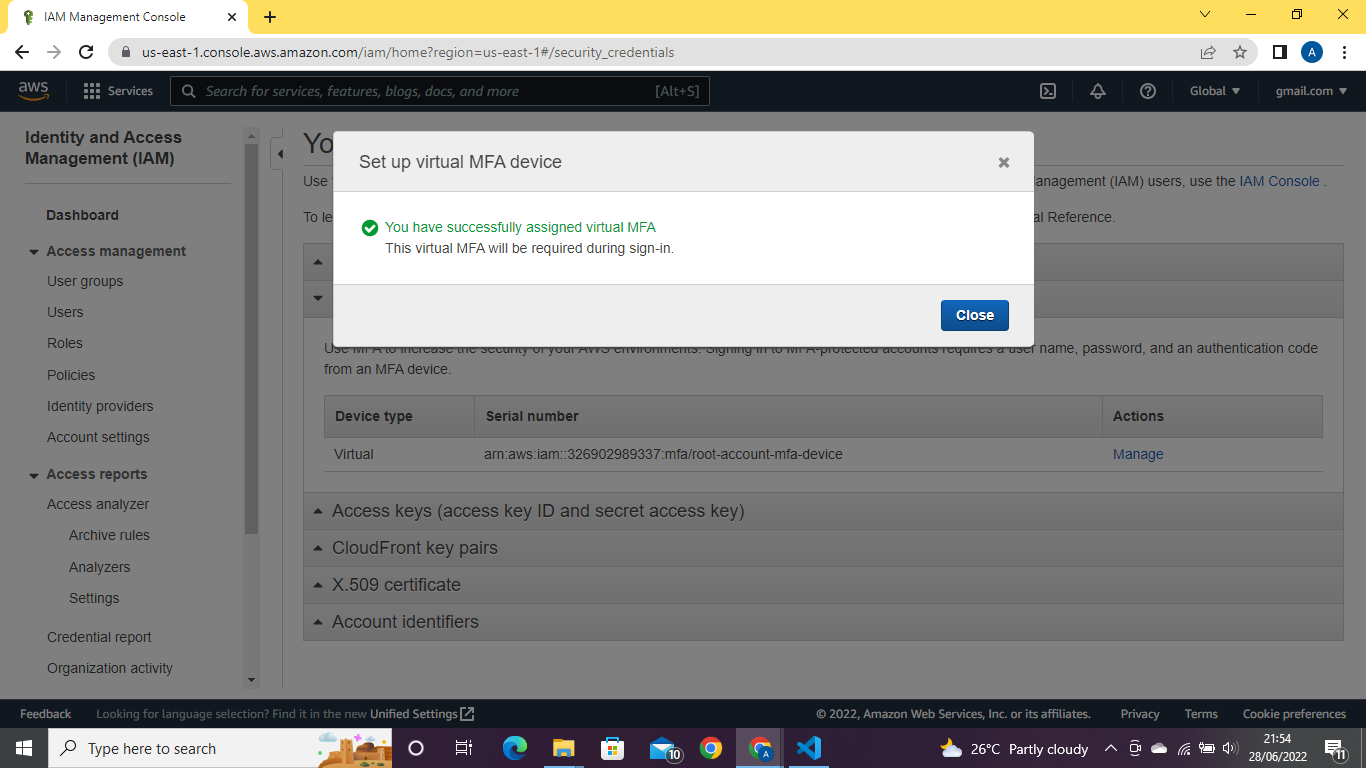 IAM Management Console
us-east-1.console.aws.amazon.com/iam/home?region=us-east-1#/security_credentials
A
aws
Services
Search for services, features, blogs, docs, and more
[Alt+S]
Global
gmail.com
Identity and Access
Management (IAM)
Dashboard
Access management
User groups
Users
Roles
Policies
Identity providers
Account settings
Access reports
Access analyzer
Archive rules
Analyzers
Settings
Credential report
Organization activity
Yo
Use
anagement (IAM) users, use the IAM Console .
To le
al Reference.
Set up virtual MFA device
You have successfully assigned virtual MFA
This virtual MFA will be required during sign-in.
Close
Use MFA to increase the security of your AWS environments. Signing in to MFA-protected accounts requires a user name, password, and an authentication code
from an MFA device.
Device type Serial number Actions
Virtual arn:aws:iam::326902989337:mfa/root-account-mfa-device Manage
Access keys (access key ID and secret access key)
CloudFront key pairs
X.509 certificate
Account identifiers
Feedback Looking for language selection? Find it in the new Unified Settings
© 2022, Amazon Web Services, Inc. or its affiliates. Privacy Terms Cookie preferences
Type here to search
10
A
26°C Partly cloudy
21:54
28/06/2022
11